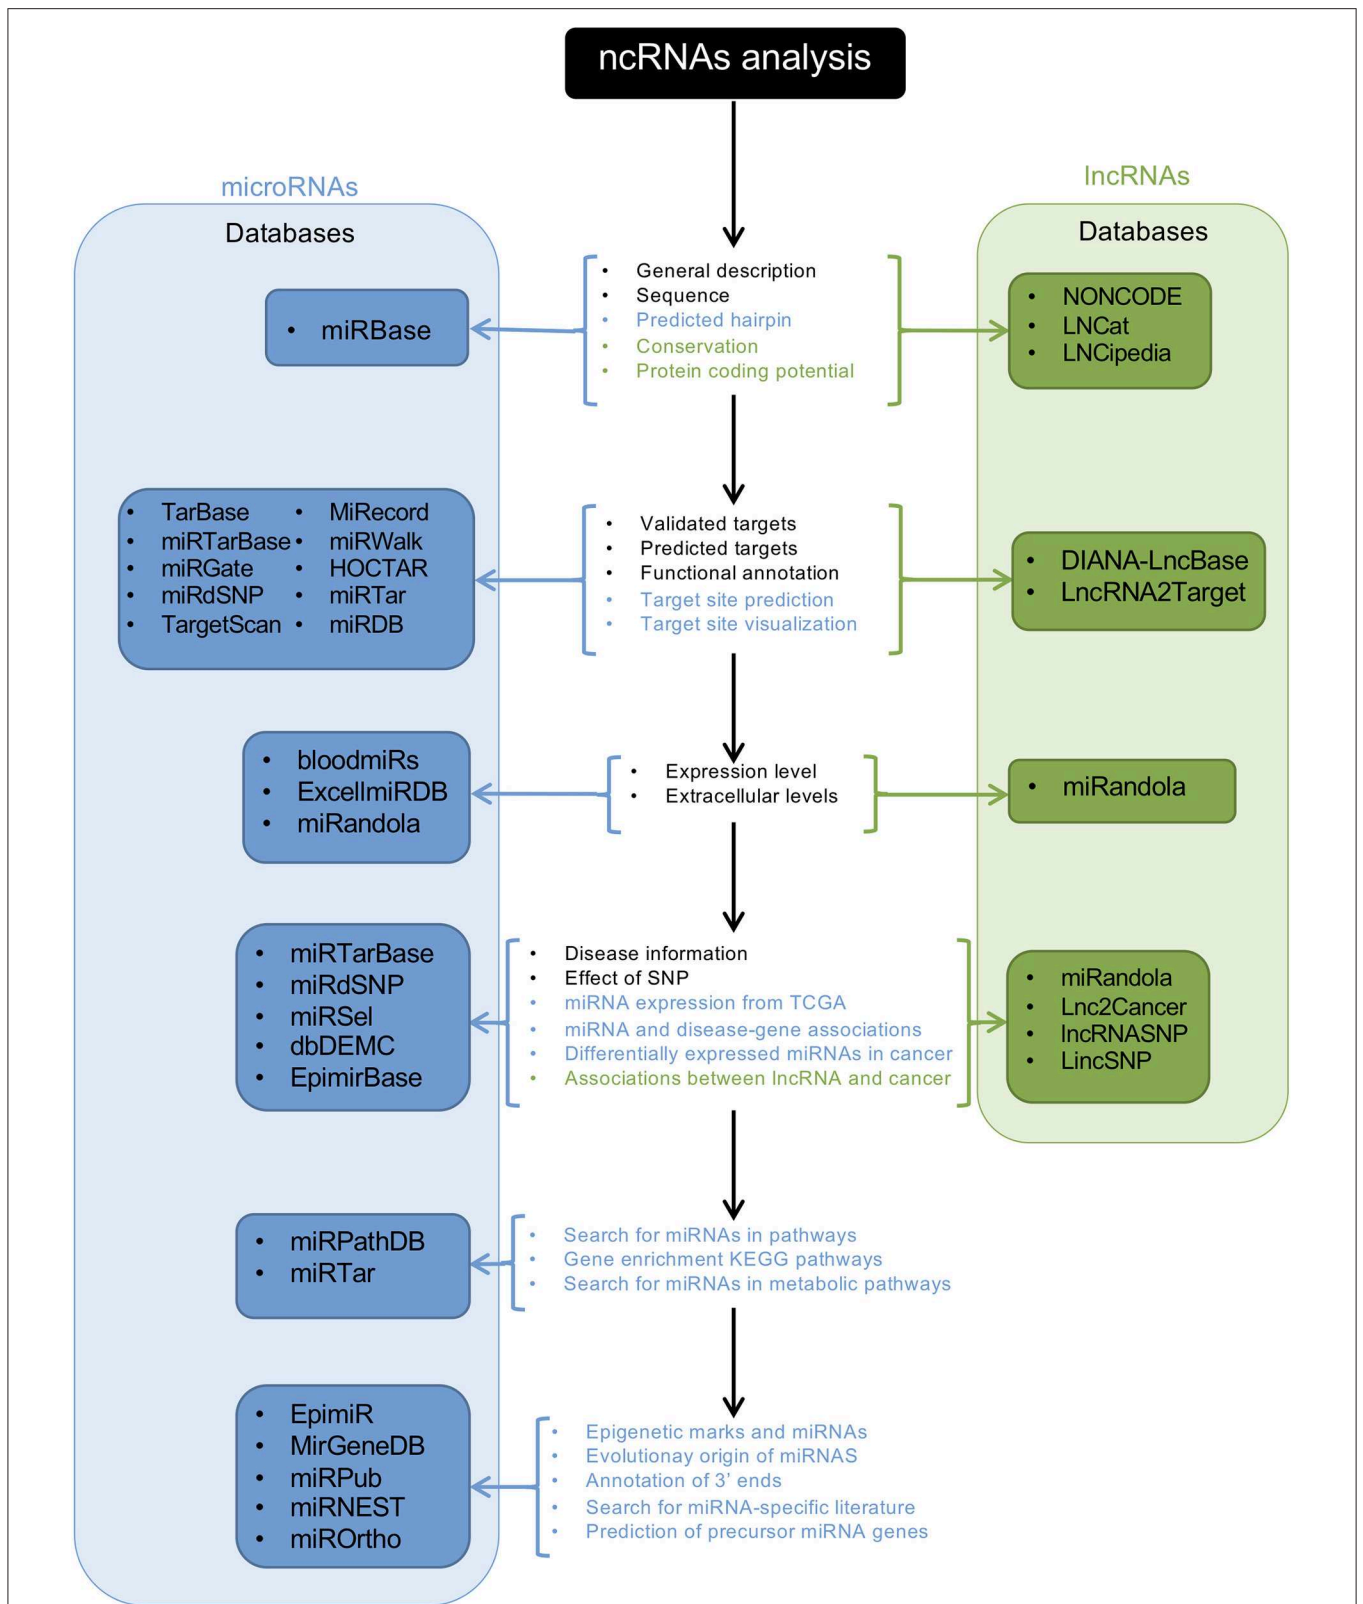 ncRNAs analysis
microRNAs
lncRNAs
Databases
Databases
• General description
• Sequence
• Predicted hairpin
• Conservation
• Protein coding potential
• miRBase
• NONCODE
• LNCat
• LNCipedia
• TarBase
• miRTarBase
• miRGate
• miRdSNP
• TargetScan
• MiRecord
• miRWalk
• HOCTAR
• miRTar
• miRDB
• Validated targets
• Predicted targets
• Functional annotation
• Target site prediction
• Target site visualization
• DIANA-LncBase
• LncRNA2Target
• bloodmiRs
• ExcellmiRDB
• miRandola
• Expression level
• Extracellular levels
• miRandola
• miRTarBase
• miRdSNP
• miRSel
• dbDEMC
• EpimirBase
• Disease information
• Effect of SNP
• miRNA expression from TCGA
• miRNA and disease-gene associations
• Differentially expressed miRNAs in cancer
• Associations between lncRNA and cancer
• miRandola
• Lnc2Cancer
• lncRNASNP
• LincSNP
• miRPathDB
• miRTar
• Search for miRNAs in pathways
• Gene enrichment KEGG pathways
• Search for miRNAs in metabolic pathways
• EpimiR
• MirGeneDB
• miRPub
• miRNEST
• miROrtho
• Epigenetic marks and miRNAs
• Evolutionay origin of miRNAS
• Annotation of 3’ ends
• Search for miRNA-specific literature
• Prediction of precursor miRNA genes